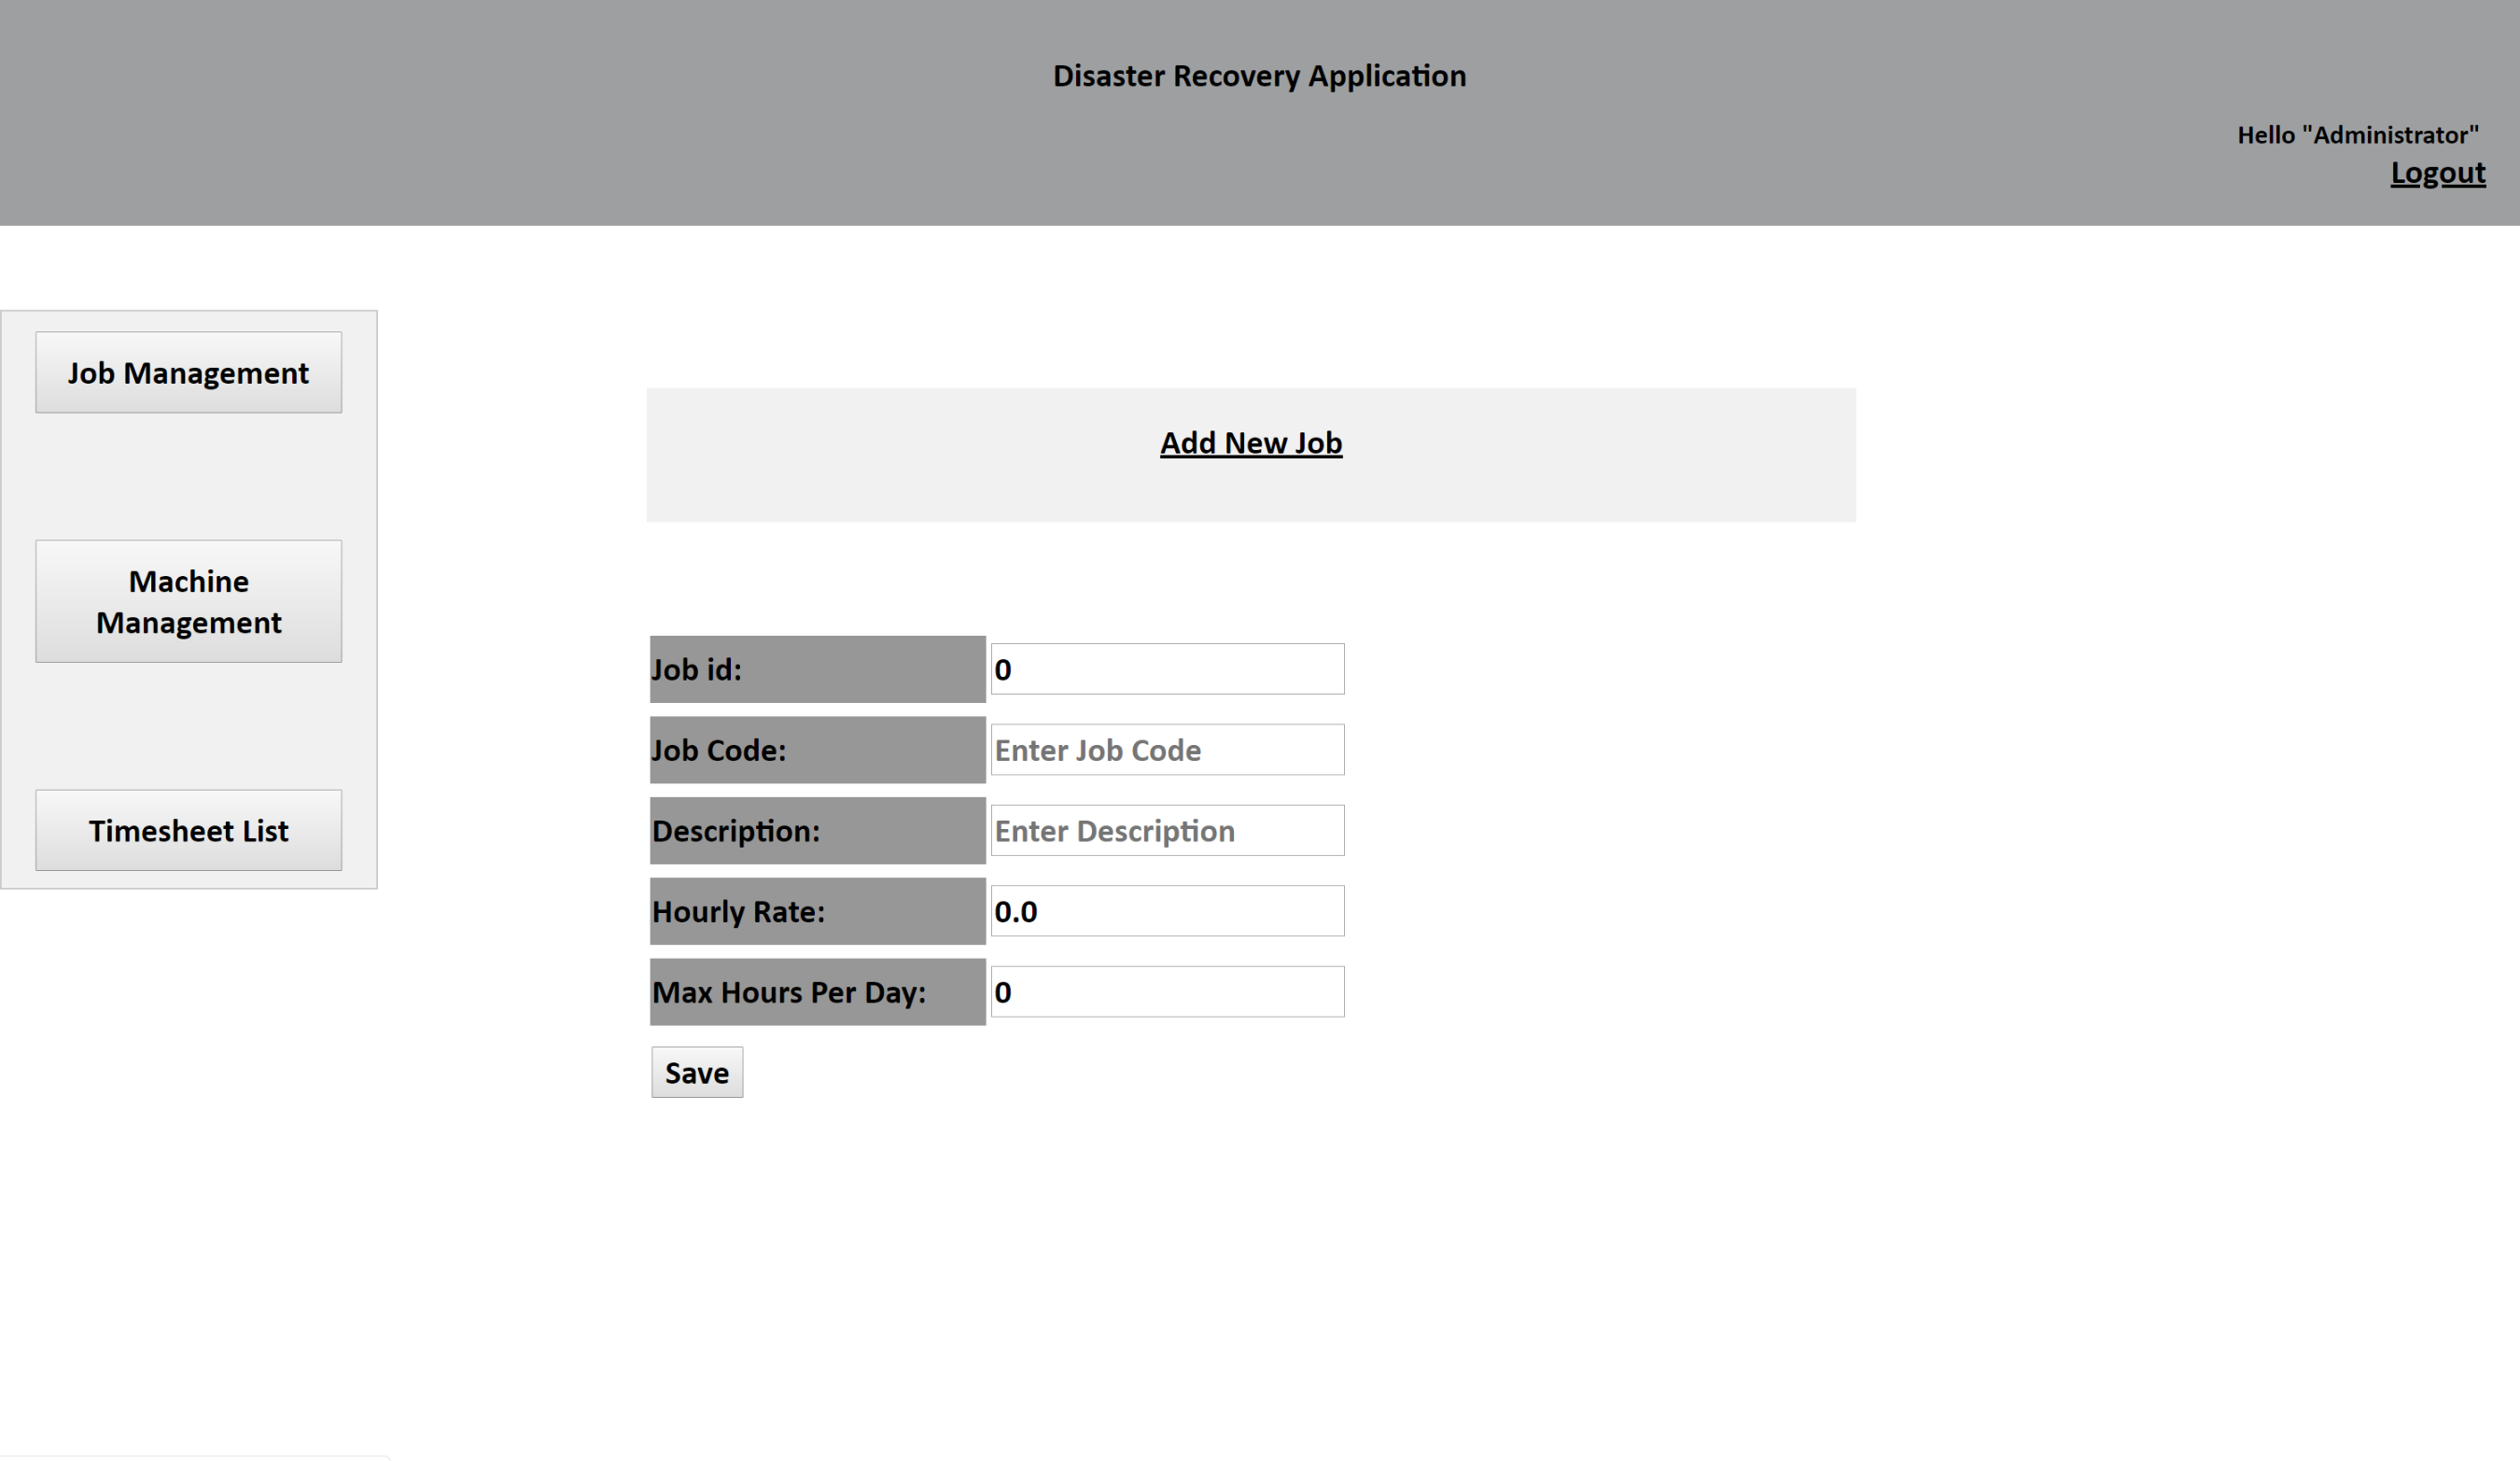 Disaster Recovery Application
Hello "Administrator"
Logout
Job Management
Machine
Management
Timesheet List
Add New Job
Job id:
0
Job Code:
Enter Job Code
Description:
Enter Description
Hourly Rate:
0.0
Max Hours Per Day:
0
Save